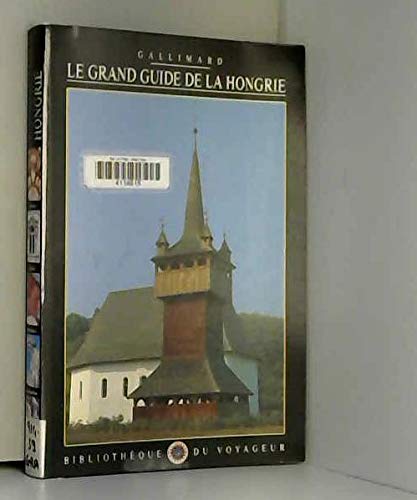 GALLIMARD
LE GRAND GUIDE DE LA HONGRIE
BIBLIOTHÈQUE DU VOYAGEUR
HONGRIE